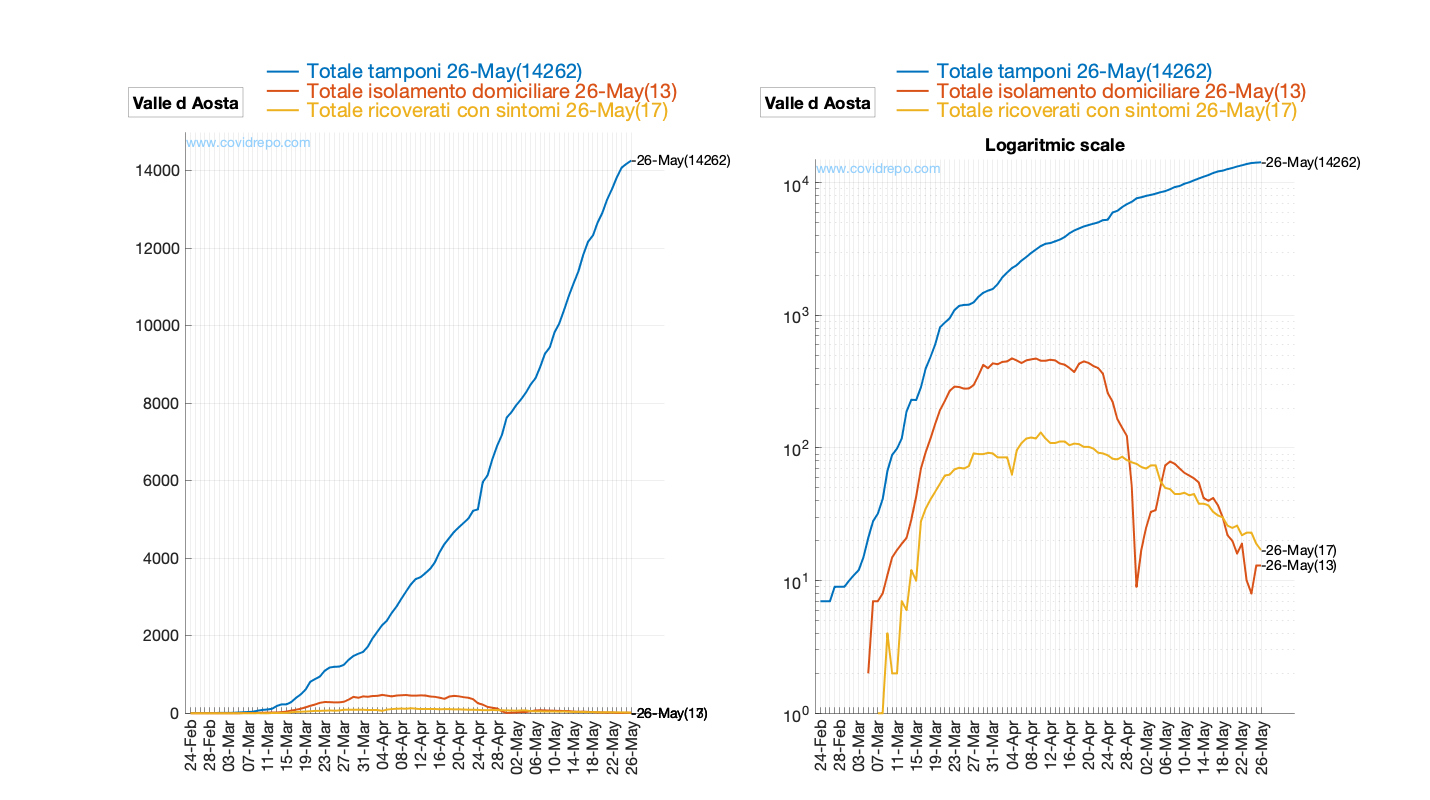 Totale tamponi 26-May(14262)
Totale isolamento domiciliare 26-May(13)
Totale ricoverati con sintomi 26-May(17)
Valle d Aosta
www.covidrepo.com
14000
12000
10000
8000
6000
4000
2000
0
26-May(14262)
26-May(13)
24-Feb
28-Feb
03-Mar
07-Mar
11-Mar
15-Mar
19-Mar
23-Mar
27-Mar
31-Mar
04-Apr
08-Apr
12-Apr
16-Apr
20-Apr
24-Apr
28-Apr
02-May
06-May
10-May
14-May
18-May
22-May
26-May
Totale tamponi 26-May(14262)
Totale isolamento domiciliare 26-May(13)
Totale ricoverati con sintomi 26-May(17)
Valle d Aosta
Logaritmic scale
www.covidrepo.com
10^4
10^3
10^2
10^1
10^0
26-May(14262)
26-May(17)
26-May(13)
24-Feb
28-Feb
03-Mar
07-Mar
11-Mar
15-Mar
19-Mar
23-Mar
27-Mar
31-Mar
04-Apr
08-Apr
12-Apr
16-Apr
20-Apr
24-Apr
28-Apr
02-May
06-May
10-May
14-May
18-May
22-May
26-May